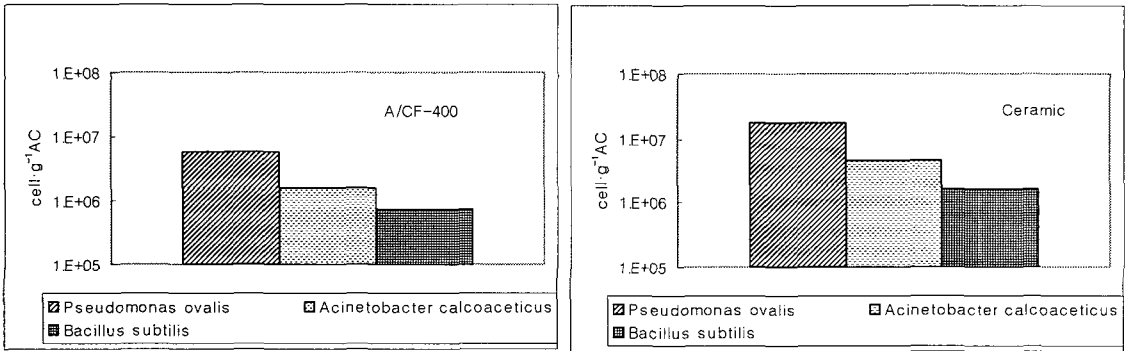 1.E+08
1.E+07
1.E+06
1.E+05
cell·g⁻¹AC
A/CF-400
Pseudomonas ovalis
Acinetobacter calcoaceticus
Bacillus subtilis
1.E+08
1.E+07
1.E+06
1.E+05
cell·g⁻¹AC
Ceramic
Pseudomonas ovalis
Acinetobacter calcoaceticus
Bacillus subtilis